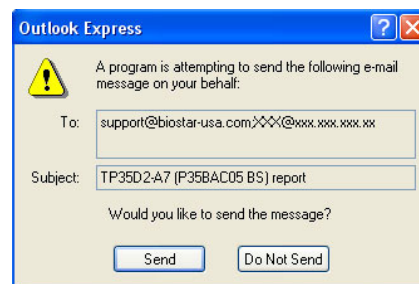 Outlook Express
A program is attempting to send the following e-mail
message on your behalf:
To: support@biostar-usa.com;XXX@xxx.xxx.xxx.xx
Subject: TP35D2-A7 (P35BAC05 BS) report
Would you like to send the message?
Send Do Not Send